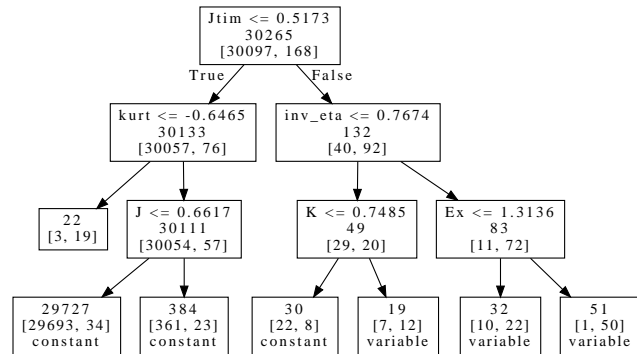 Jtim <= 0.5173
30265
[30097, 168]
True
False
kurt <= -0.6465
30133
[30057, 76]
inv_eta <= 0.7674
132
[40, 92]
22
[3, 19]
J <= 0.6617
30111
[30054, 57]
K <= 0.7485
49
[29, 20]
Ex <= 1.3136
83
[11, 72]
29727
[29693, 34]
constant
384
[361, 23]
constant
30
[22, 8]
constant
19
[7, 12]
variable
32
[10, 22]
variable
51
[1, 50]
variable